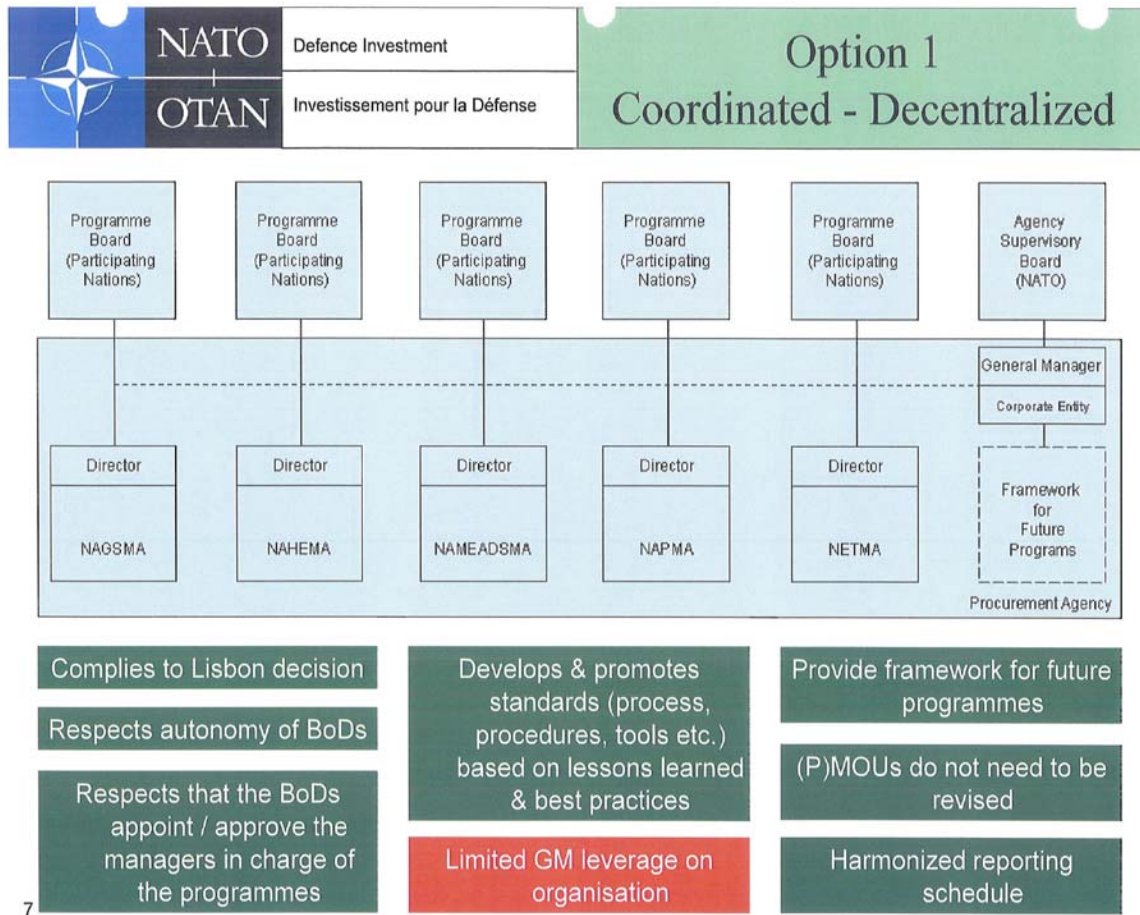 NATO
OTAN
Defence Investment
Investissement pour la Défense
Option 1
Coordinated - Decentralized
Programme
Board
(Participating
Nations)
Programme
Board
(Participating
Nations)
Programme
Board
(Participating
Nations)
Programme
Board
(Participating
Nations)
Programme
Board
(Participating
Nations)
Agency
Supervisory
Board
(NATO)
General Manager
Corporate Entity
Director
NAGSMA
Director
NAHEMA
Director
NAMEADSMA
Director
NAPMA
Director
NETMA
Framework
for
Future
Programs
Procurement Agency
Complies to Lisbon decision
Respects autonomy of BoDs
Respects that the BoDs
appoint / approve the
managers in charge of
the programmes
Develops & promotes
standards (process,
procedures, tools etc.)
based on lessons learned
& best practices
Limited GM leverage on
organisation
Provide framework for future
programmes
(P)MOUs do not need to be
revised
Harmonized reporting
schedule
7